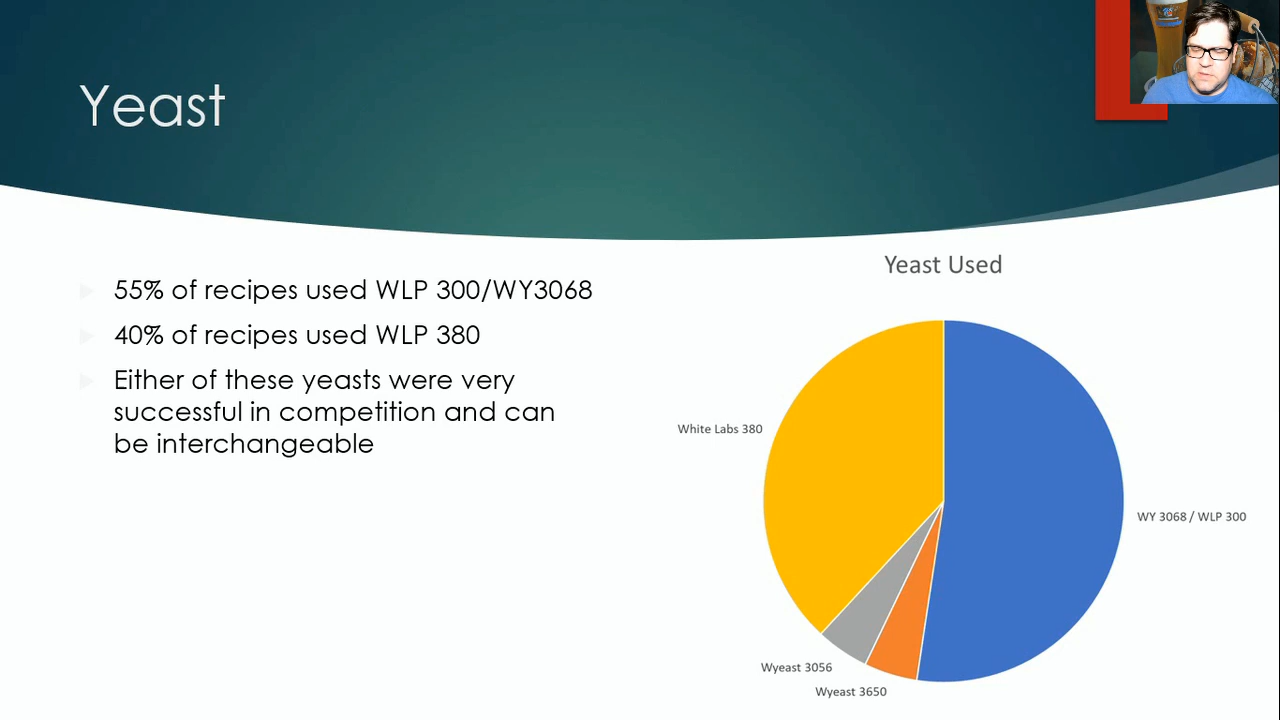 Yeast
55% of recipes used WLP 300/WY3068
40% of recipes used WLP 380
Either of these yeasts were very
successful in competition and can
be interchangeable
Yeast Used
White Labs 380
WY 3068 / WLP 300
Wyeast 3056
Wyeast 3650